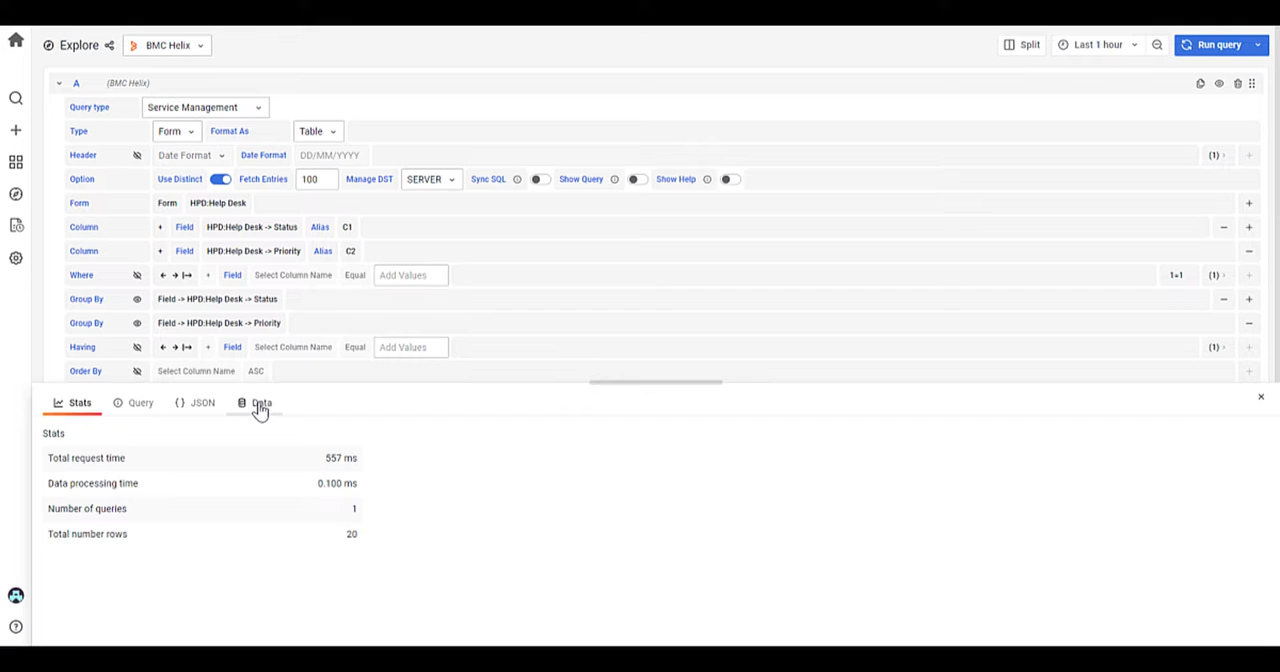 Explore BMC Helix Split Last 1 hour Run query
A (BMC Helix)
Query type Service Management
Type Form Format As Table
Header Date Format Date Format DD/MM/YYYY (1) +
Option Use Distinct Fetch Entries 100 Manage DST SERVER Sync SQL Show Query Show Help
Form Form HPD:Help Desk +
Column + Field HPD:Help Desk -> Status Alias C1 − +
Column + Field HPD:Help Desk -> Priority Alias C2 −
Where + Field Select Column Name Equal Add Values 1=1 (1) +
Group By Field -> HPD:Help Desk -> Status − +
Group By Field -> HPD:Help Desk -> Priority −
Having + Field Select Column Name Equal Add Values (1) +
Order By Select Column Name ASC +
Stats Query {} JSON Data
Stats
Total request time 557 ms
Data processing time 0.100 ms
Number of queries 1
Total number rows 20